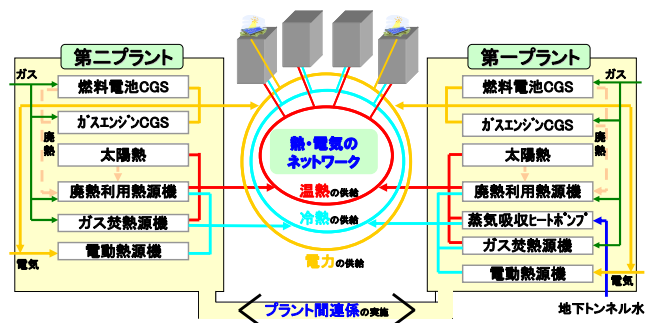 第二プラント
ガス
燃料電池CGS
ガスエンジンCGS
廃熱
太陽熱
廃熱利用熱源機
ガス焚熱源機
電動熱源機
電気
熱・電気の
ネットワーク
温熱の供給
冷熱の供給
電力の供給
プラント間連係の実施
第一プラント
ガス
燃料電池CGS
ガスエンジンCGS
廃熱
太陽熱
廃熱利用熱源機
蒸気吸収ヒートポンプ
ガス焚熱源機
電動熱源機
電気
地下トンネル水